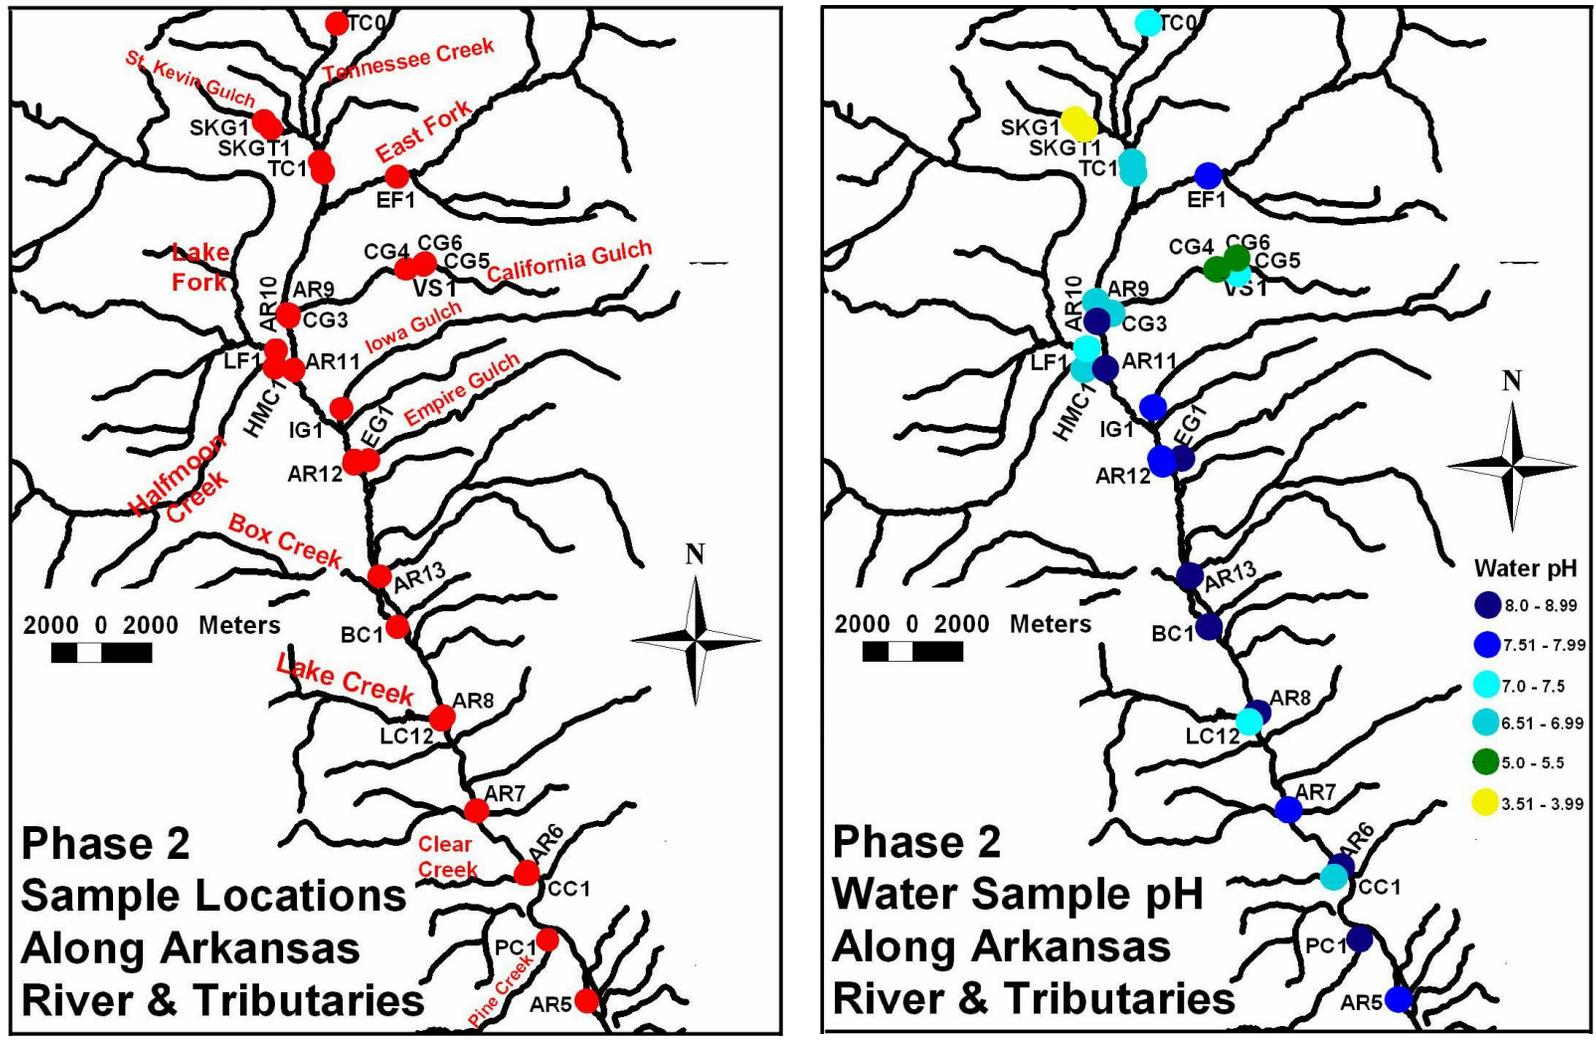 TC0
Tennessee Creek
St. Kevin Gulch
SKG1
SKGT1
TC1
East Fork
EF1
Lake
Fork
CG4
CG6
CG5
VS1
California Gulch
AR10
AR9
CG3
Iowa Gulch
LF1
AR11
HMC1
Empire Gulch
IG1
EG1
AR12
Halfmoon
Creek
Box Creek
AR13
N
2000 0 2000 Meters
BC1
Lake Creek
AR8
LC12
AR7
Clear
Creek
AR6
CC1
PC1
Pine Creek
AR5
Phase 2
Sample Locations
Along Arkansas
River & Tributaries
TC0
SKG1
SKGT1
TC1
EF1
CG4
CG6
CG5
VS1
AR10
AR9
CG3
LF1
AR11
HMC1
IG1
EG1
AR12
N
AR13
2000 0 2000 Meters
BC1
Water pH
8.0 - 8.99
7.51 - 7.99
7.0 - 7.5
6.51 - 6.99
5.0 - 5.5
3.51 - 3.99
AR8
LC12
AR7
AR6
CC1
PC1
AR5
Phase 2
Water Sample pH
Along Arkansas
River & Tributaries